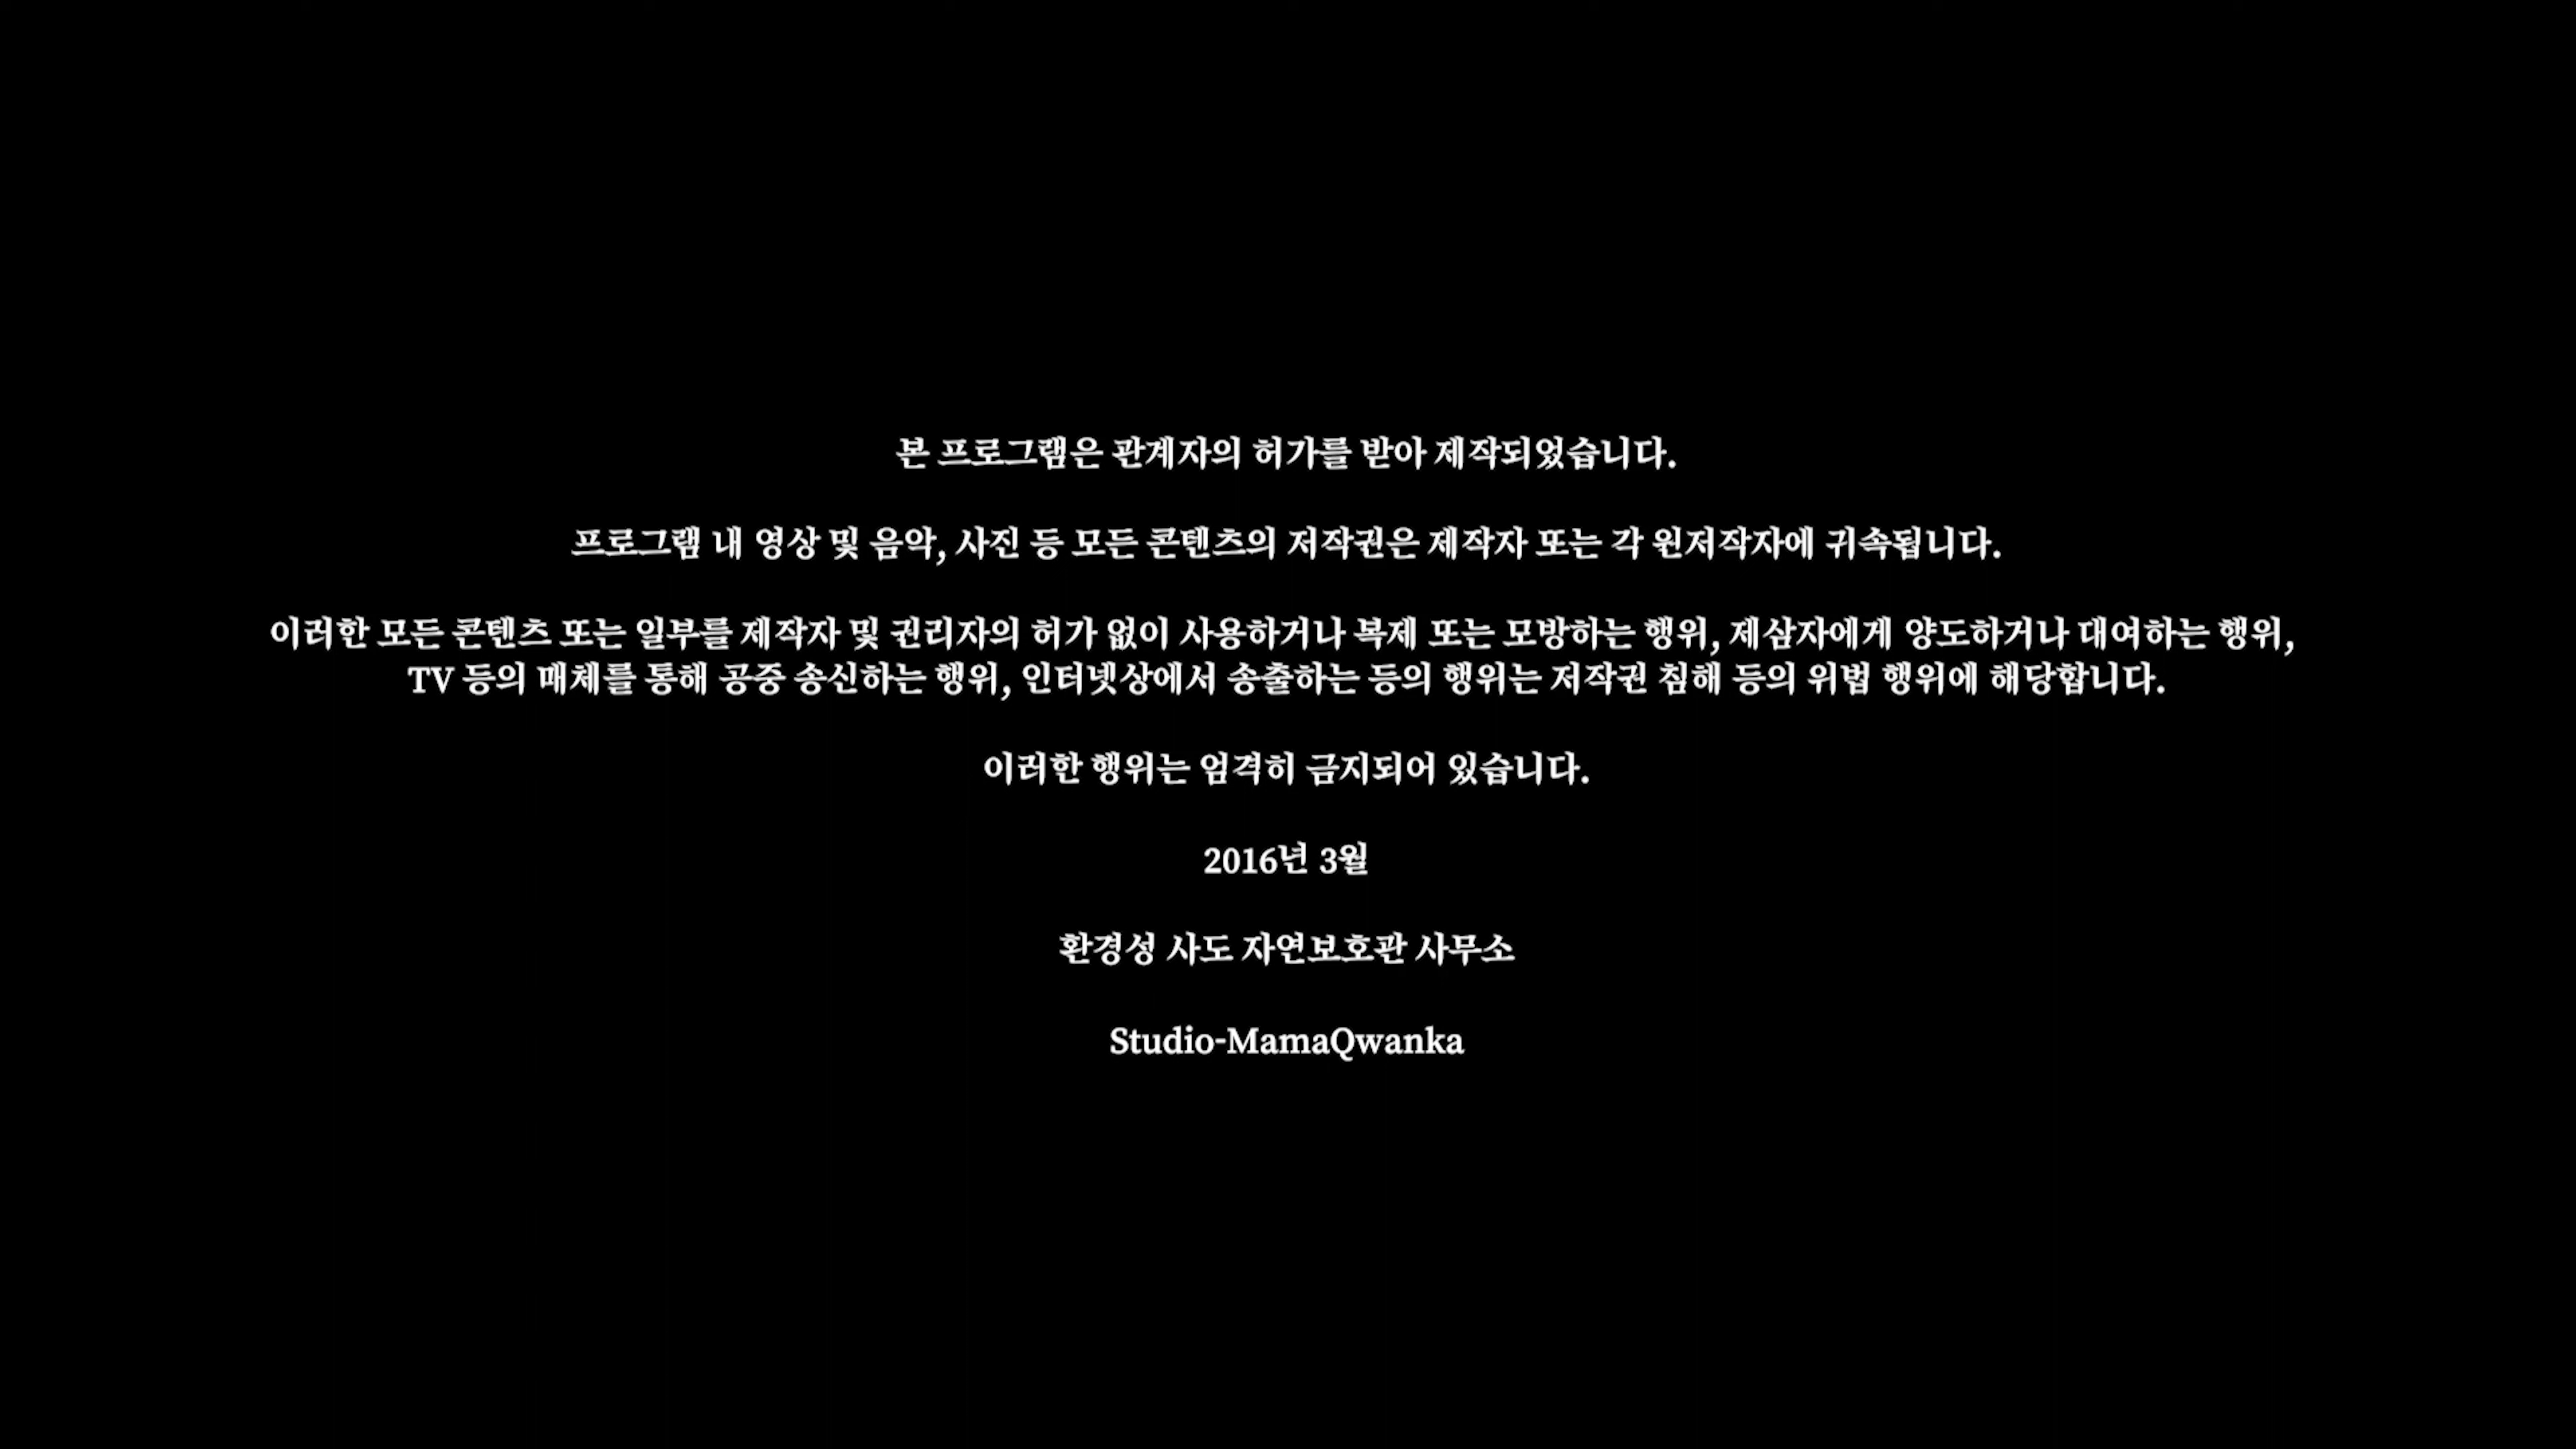 본 프로그램은 관계자의 허가를 받아 제작되었습니다.
프로그램 내 영상 및 음악, 사진 등 모든 콘텐츠의 저작권은 제작자 또는 각 원저작자에 귀속됩니다.
이러한 모든 콘텐츠 또는 일부를 제작자 및 권리자의 허가 없이 사용하거나 복제 또는 모방하는 행위, 제삼자에게 양도하거나 대여하는 행위,
TV 등의 매체를 통해 공중 송신하는 행위, 인터넷상에서 송출하는 등의 행위는 저작권 침해 등의 위법 행위에 해당합니다.
이러한 행위는 엄격히 금지되어 있습니다.
2016년 3월
환경성 사도 자연보호관 사무소
Studio-MamaQwanka